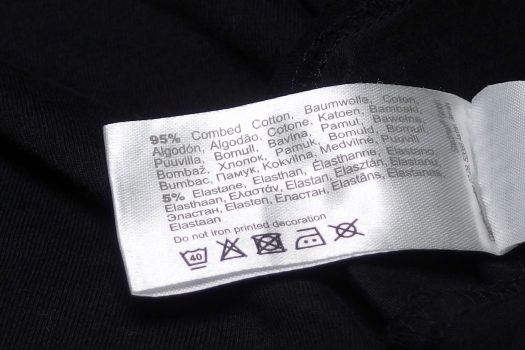 95% Combed Cotton, Baumwolle, Coton,
Algodón, Algodão, Cotone, Katoen, Bambaki,
Puuvilla, Bomull, Bavlna, Pamut, Bawełna,
Bombaž, Хлопок, Pamuk, Bomuld, Bomull,
Bumbac, Памук, Kokvilna, Medvilnė, Puuvill
5% Elastane, Elasthan, Élasthanne, Elastano,
Elasthaan, Ελαστάν, Elastan, Elasztán, Elastanu,
Эластан, Elasten, Elastan, Elastāns, Elastanas,
Elastaan
Do not iron printed decoration
40